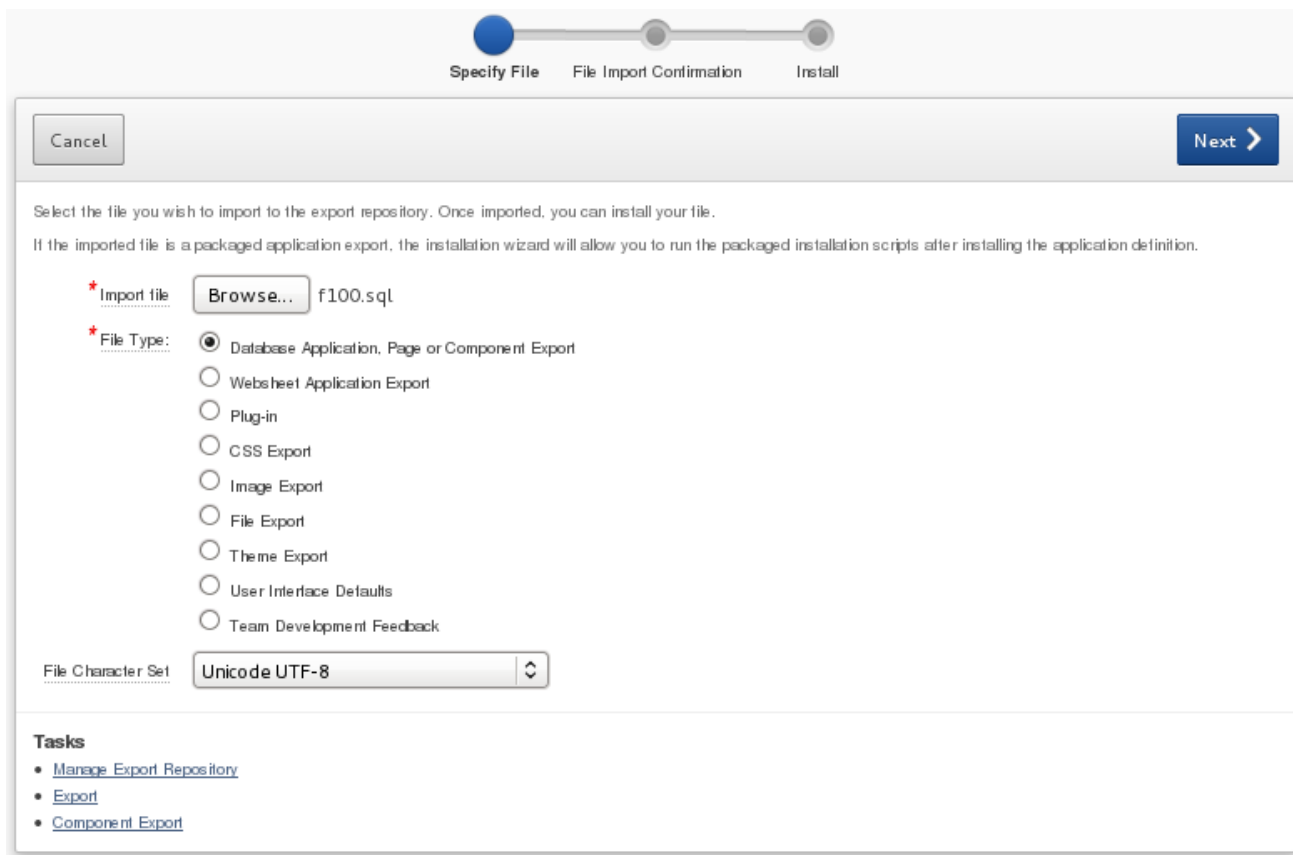 Specify File
File Import Confirmation
Install
Cancel
Next
Select the file you wish to import to the export repository. Once imported, you can install your file.
If the imported file is a packaged application export, the installation wizard will allow you to run the packaged installation scripts after installing the application definition.
* Import file
Browse... f100.sql
* File Type:
Database Application, Page or Component Export
Websheet Application Export
Plug-in
CSS Export
Image Export
File Export
Theme Export
User Interface Defaults
Team Development Feedback
File Character Set
Unicode UTF-8
Tasks
• Manage Export Repository
• Export
• Component Export